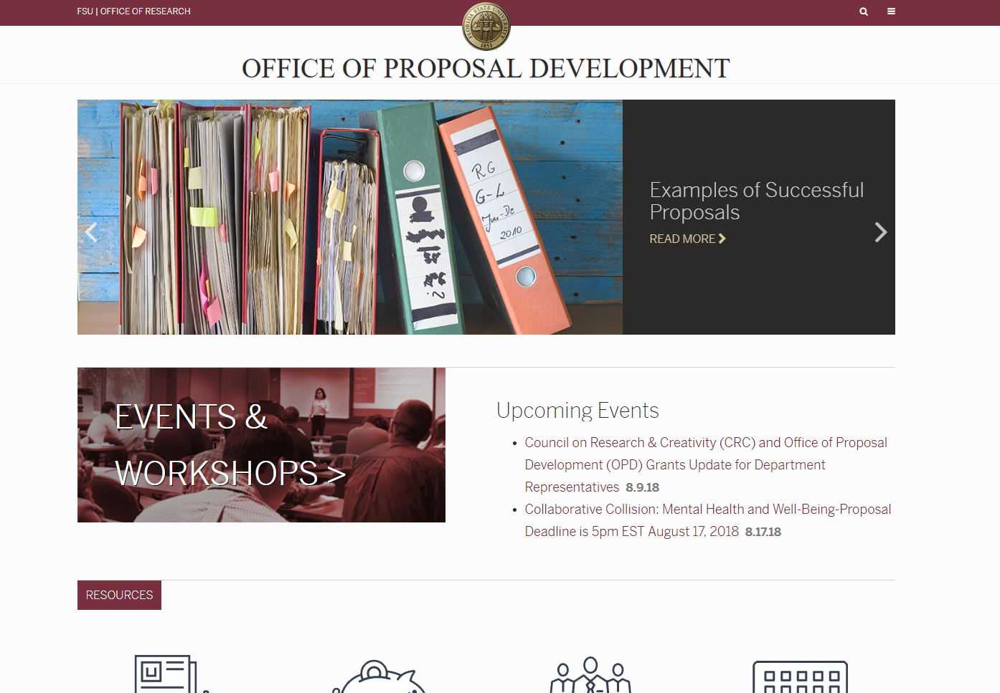 FSU | OFFICE OF RESEARCH
FLORIDA STATE UNIVERSITY
1851
OFFICE OF PROPOSAL DEVELOPMENT
RG
G-L
2010
Examples of Successful
Proposals
READ MORE
EVENTS &
WORKSHOPS >
Upcoming Events
Council on Research & Creativity (CRC) and Office of Proposal
Development (OPD) Grants Update for Department
Representatives 8.9.18
Collaborative Collision: Mental Health and Well-Being-Proposal
Deadline is 5pm EST August 17, 2018 8.17.18
RESOURCES